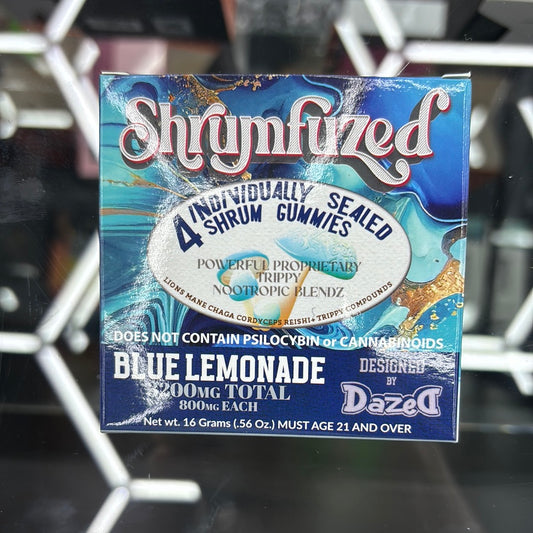 Shrumfuzed
4 INDIVIDUALLY SEALED
SHRUM GUMMIES
POWERFUL PROPRIETARY
TRIPPY
NOOTROPIC BLENDZ
LIONS MANE CHAGA CORDYCEPS REISHI+ TRIPPY COMPOUNDS
DOES NOT CONTAIN PSILOCYBIN or CANNABINOIDS
BLUE LEMONADE
3200MG TOTAL
800MG EACH
DESIGNED
BY
DazeD
Net wt. 16 Grams (.56 Oz.) MUST AGE 21 AND OVER